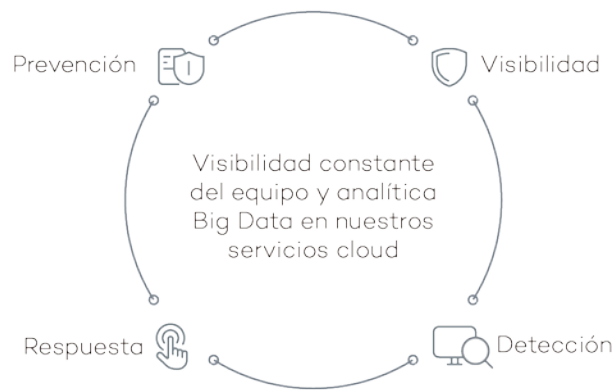 Prevención
Visibilidad
Visibilidad constante
del equipo y analítica
Big Data en nuestros
servicios cloud
Respuesta
Detección